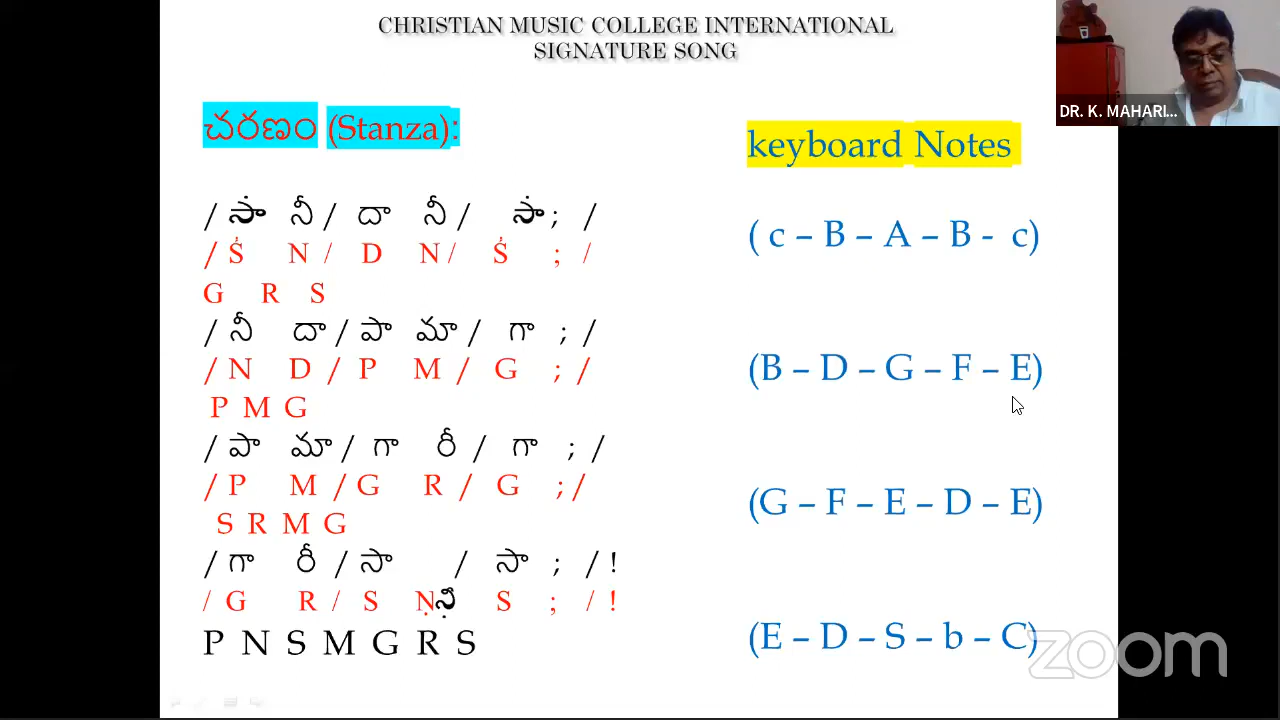 CHRISTIAN MUSIC COLLEGE INTERNATIONAL
SIGNATURE SONG
DR. K. MAHARI...
చరణం (Stanza):
keyboard Notes
/ సా̇ నీ / దా నీ / సా̇ ; /
/ Ṡ N / D N / Ṡ ; /
( c – B – A – B - c)
G R S
/ నీ దా / పా మా / గా ; /
/ N D / P M / G ; /
(B – D – G – F – E)
P M G
/ పా మా / గా రీ / గా ; /
/ P M / G R / G ; /
(G – F – E – D – E)
S R M G
/ గా రీ / సా / సా ; / !
/ G R / S Ṇ నీ̣ S ; / !
P N S M G R S
(E – D – S – b – C)
zoom